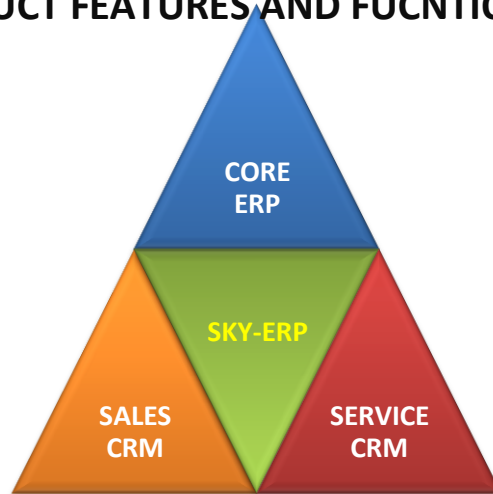 UCT FEATURES AND FUCNTIO
CORE
ERP
SKY-ERP
SALES
CRM
SERVICE
CRM